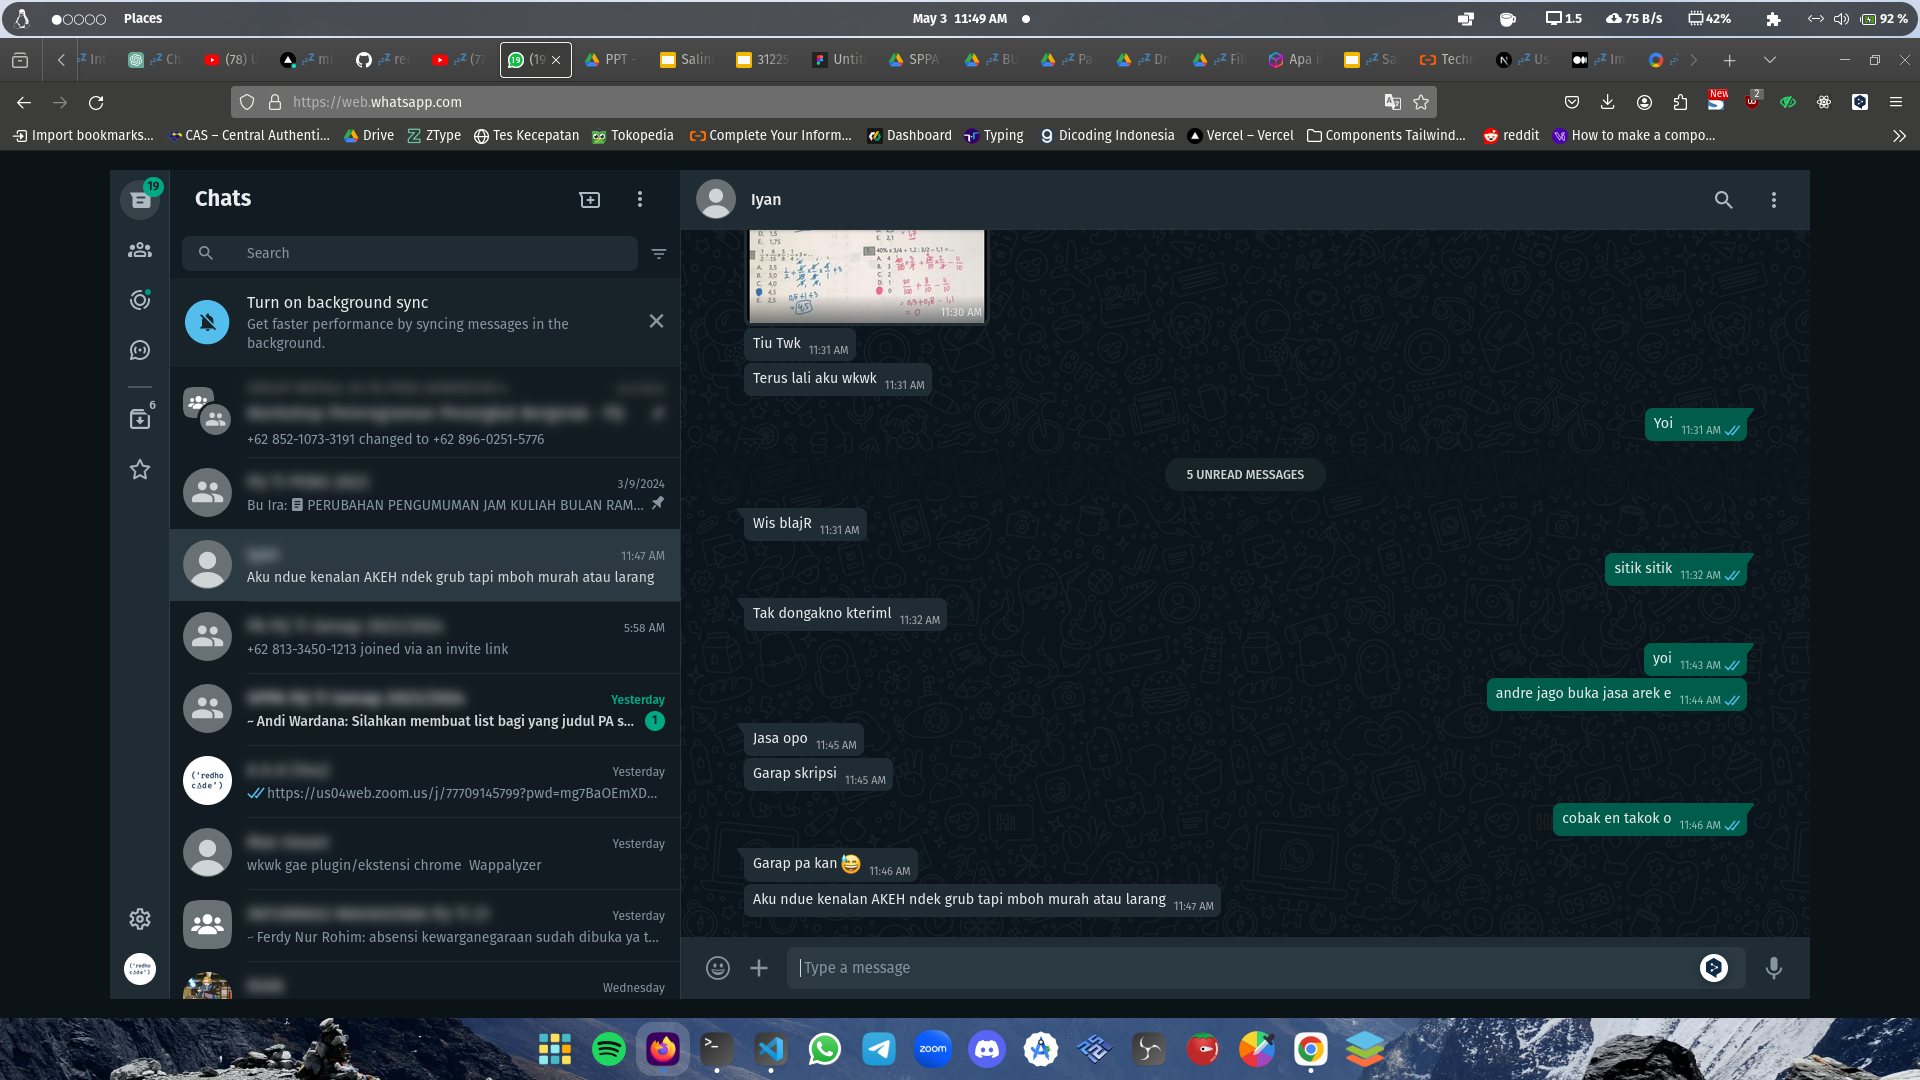 Places
May 3 11:49 AM
1.5
75 B/s
42%
92 %
Int
Ch
(78) U
mi
re
(77
(19
PPT -
Salin
31225
Untit
SPPA
BU
Pa
Dr
Fil
Apa i
Sa
Techn
Us
Im
https://web.whatsapp.com
New
2
Import bookmarks...
CAS – Central Authenti...
Drive
ZType
Tes Kecepatan
Tokopedia
Complete Your Inform...
Dashboard
Typing
Dicoding Indonesia
Vercel – Vercel
Components Tailwind...
reddit
How to make a compo...
19
Chats
Search
Turn on background sync
Get faster performance by syncing messages in the
background.
6
+62 852-1073-3191 changed to +62 896-0251-5776
3/9/2024
Bu Ira: PERUBAHAN PENGUMUMAN JAM KULIAH BULAN RAM...
11:47 AM
Aku ndue kenalan AKEH ndek grub tapi mboh murah atau larang
5:58 AM
+62 813-3450-1213 joined via an invite link
Yesterday
~ Andi Wardana: Silahkan membuat list bagi yang judul PA s...
1
Yesterday
https://us04web.zoom.us/j/77709145799?pwd=mg7BaOEmXD...
Yesterday
wkwk gae plugin/ekstensi chrome Wappalyzer
Yesterday
~ Ferdy Nur Rohim: absensi kewarganegaraan sudah dibuka ya t...
Wednesday
Iyan
11:30 AM
Tiu Twk 11:31 AM
Terus lali aku wkwk 11:31 AM
Yoi 11:31 AM
5 UNREAD MESSAGES
Wis blajR 11:31 AM
sitik sitik 11:32 AM
Tak dongakno kteriml 11:32 AM
yoi 11:43 AM
andre jago buka jasa arek e 11:44 AM
Jasa opo 11:45 AM
Garap skripsi 11:45 AM
cobak en takok o 11:46 AM
Garap pa kan 😅 11:46 AM
Aku ndue kenalan AKEH ndek grub tapi mboh murah atau larang 11:47 AM
Type a message
zoom